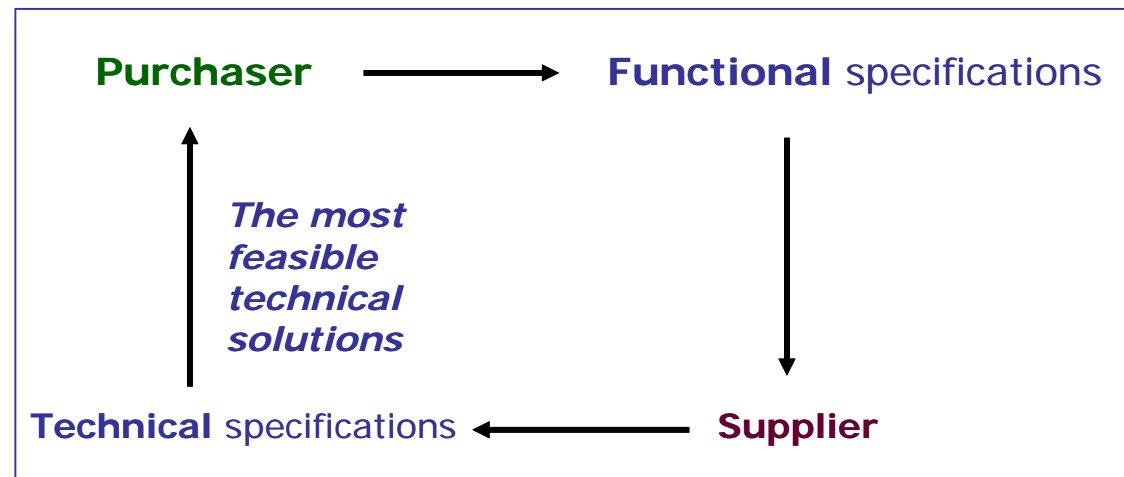 Purchaser
Functional specifications
The most
feasible
technical
solutions
Technical specifications
Supplier